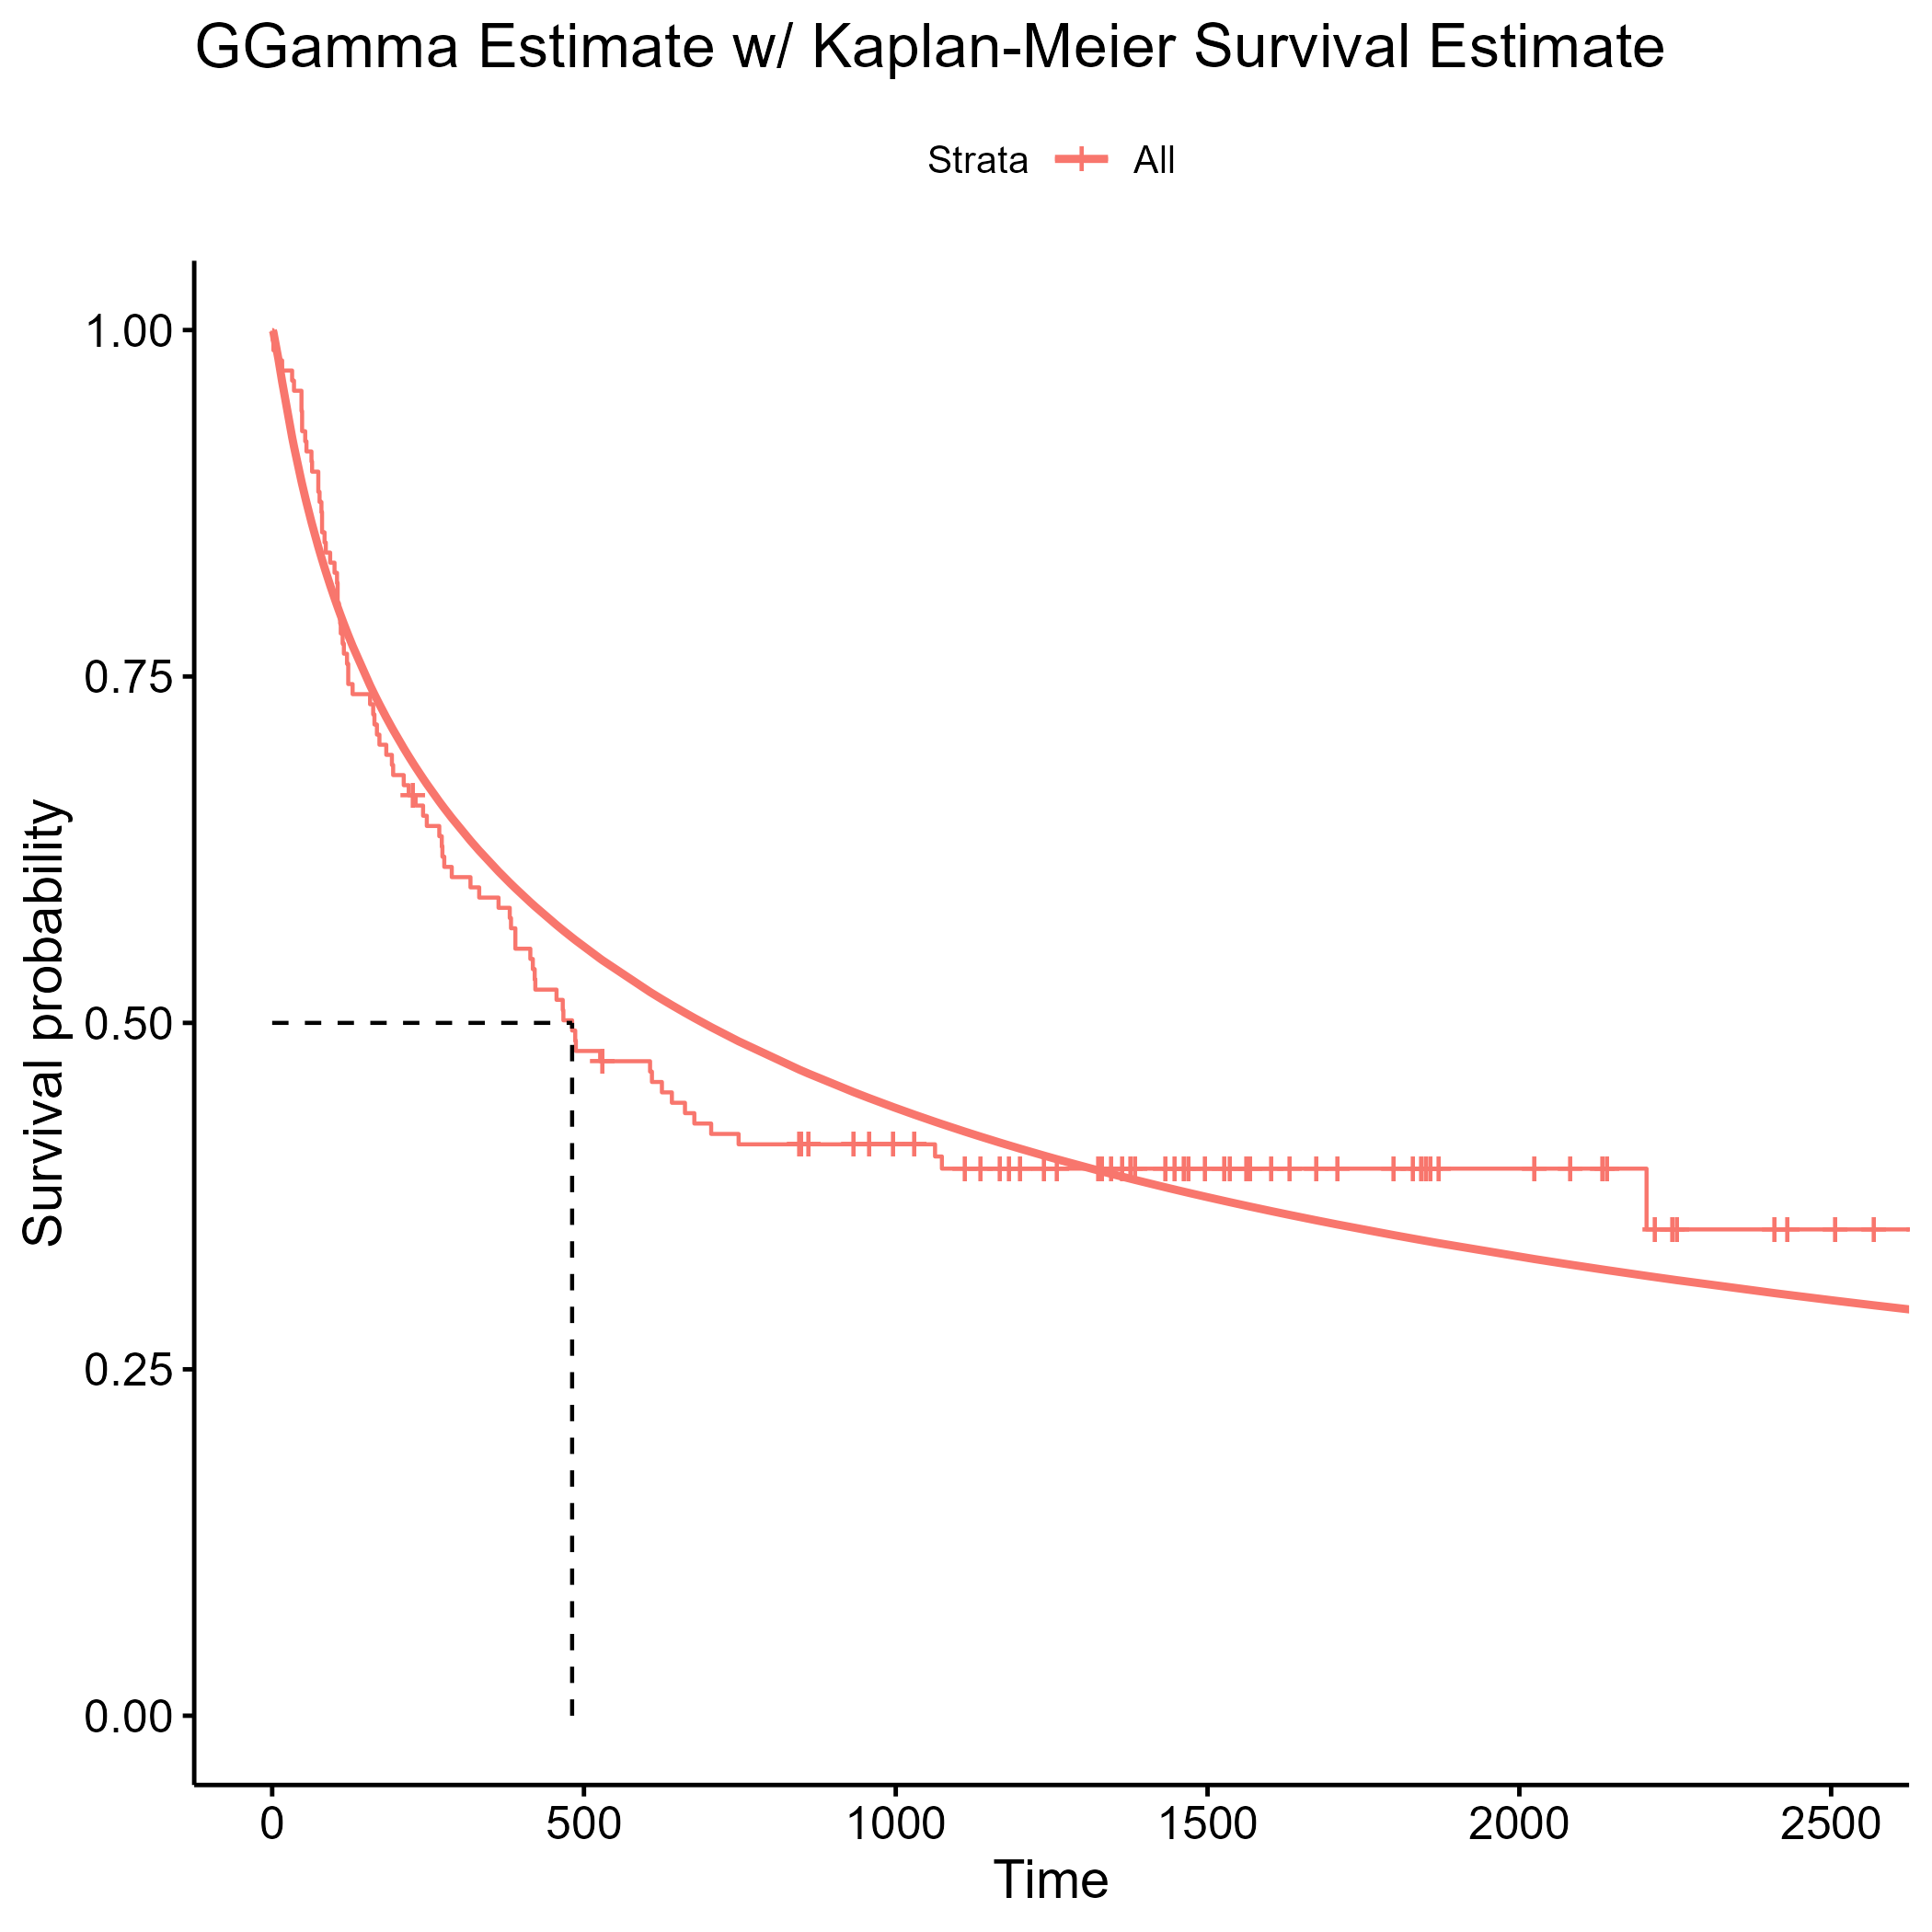 GGamma Estimate w/ Kaplan-Meier Survival Estimate
Strata All
Survival probability
1.00
0.75
0.50
0.25
0.00
0 500 1000 1500 2000 2500
Time